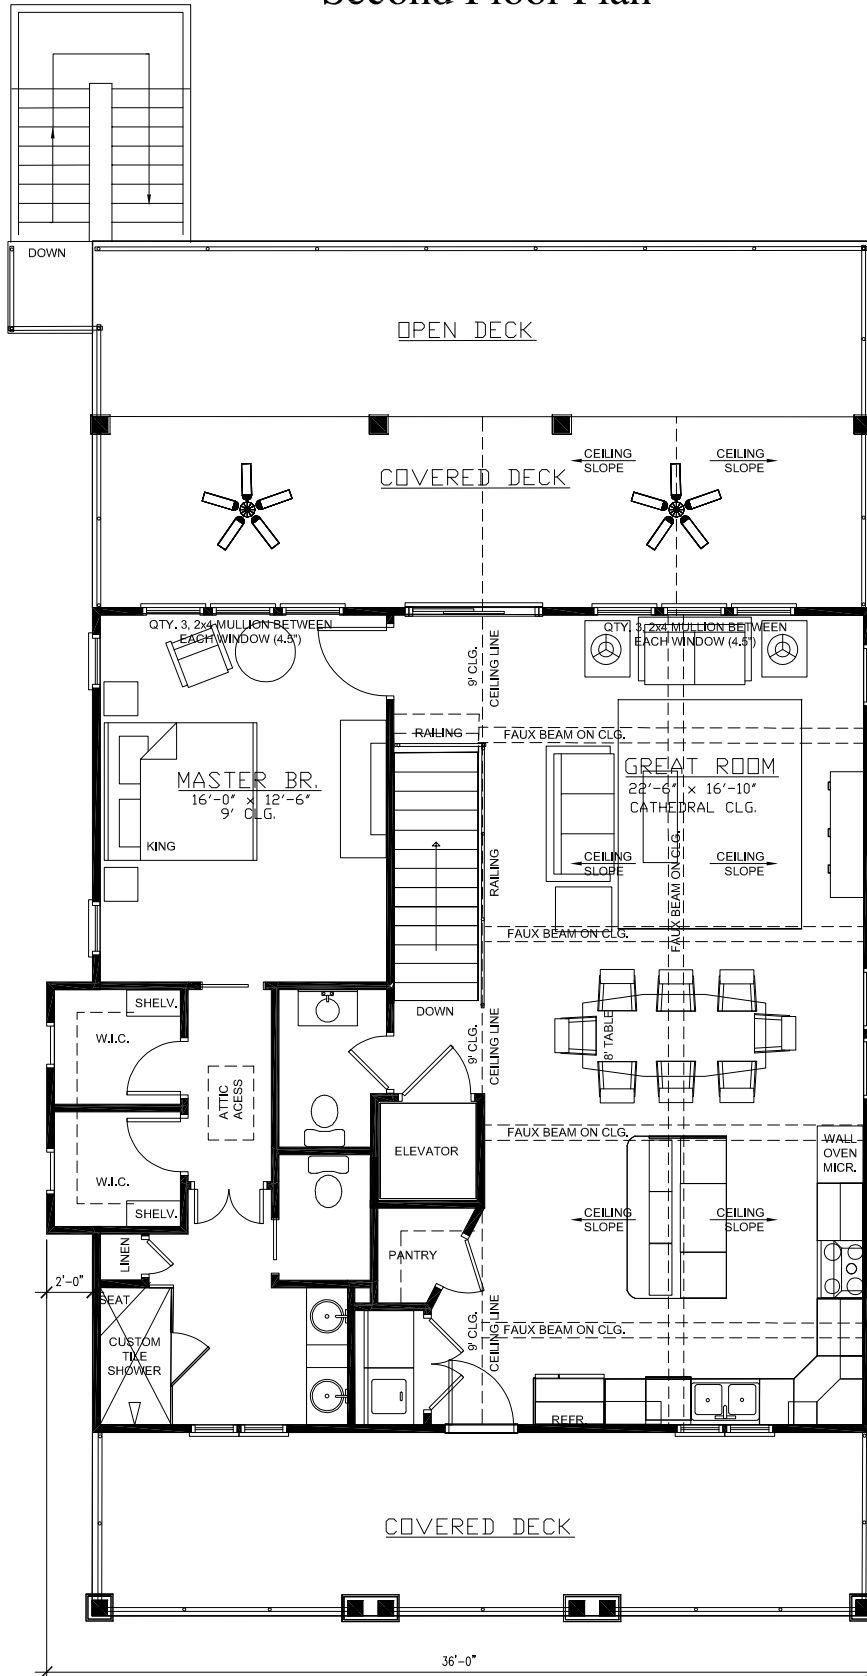 Second Floor Plan
DOWN
OPEN DECK
CEILING
SLOPE
CEILING
SLOPE
COVERED DECK
QTY. 3, 2x4 MULLION BETWEEN
EACH WINDOW (4.5")
QTY. 3, 2x4 MULLION BETWEEN
EACH WINDOW (4.5")
9' CLG.
CEILING LINE
RAILING
FAUX BEAM ON CLG.
MASTER BR.
16'-0" x 12'-6"
9' CLG.
KING
GREAT ROOM
22'-6" x 16'-10"
CATHEDRAL CLG.
RAILING
CEILING
SLOPE
CEILING
SLOPE
FAUX BEAM ON CLG.
FAUX BEAM ON CLG.
SHELV.
W.I.C.
DOWN
9' CLG.
CEILING LINE
8' TABLE
ATTIC
ACESS
ELEVATOR
FAUX BEAM ON CLG.
WALL
OVEN
MICR.
W.I.C.
SHELV.
CEILING
SLOPE
CEILING
SLOPE
LINEN
PANTRY
2'-0"
SEAT
CUSTOM
TILE
SHOWER
9' CLG.
CEILING LINE
FAUX BEAM ON CLG.
REFR.
COVERED DECK
36'-0"